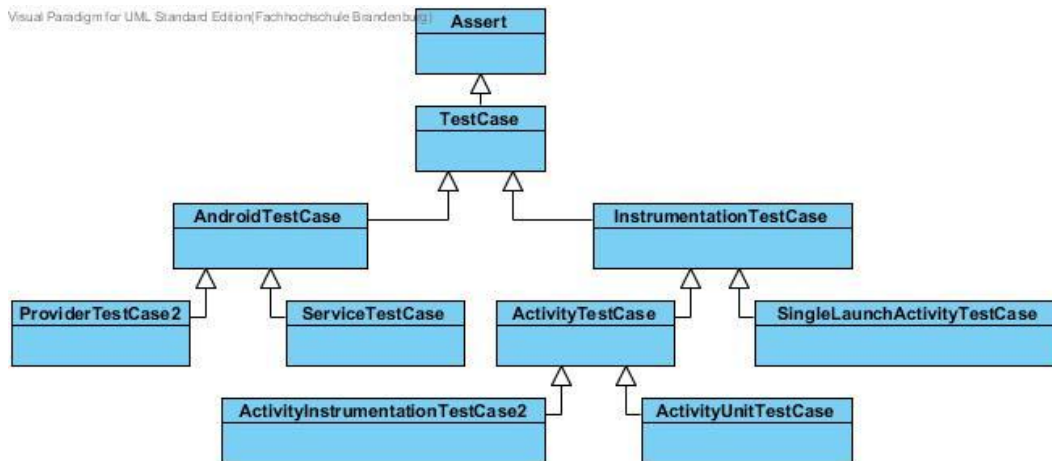 Visual Paradigm for UML Standard Edition(Fachhochschule Brandenburg)
Assert
TestCase
AndroidTestCase
InstrumentationTestCase
ProviderTestCase2
ServiceTestCase
ActivityTestCase
SingleLaunchActivityTestCase
ActivityInstrumentationTestCase2
ActivityUnitTestCase